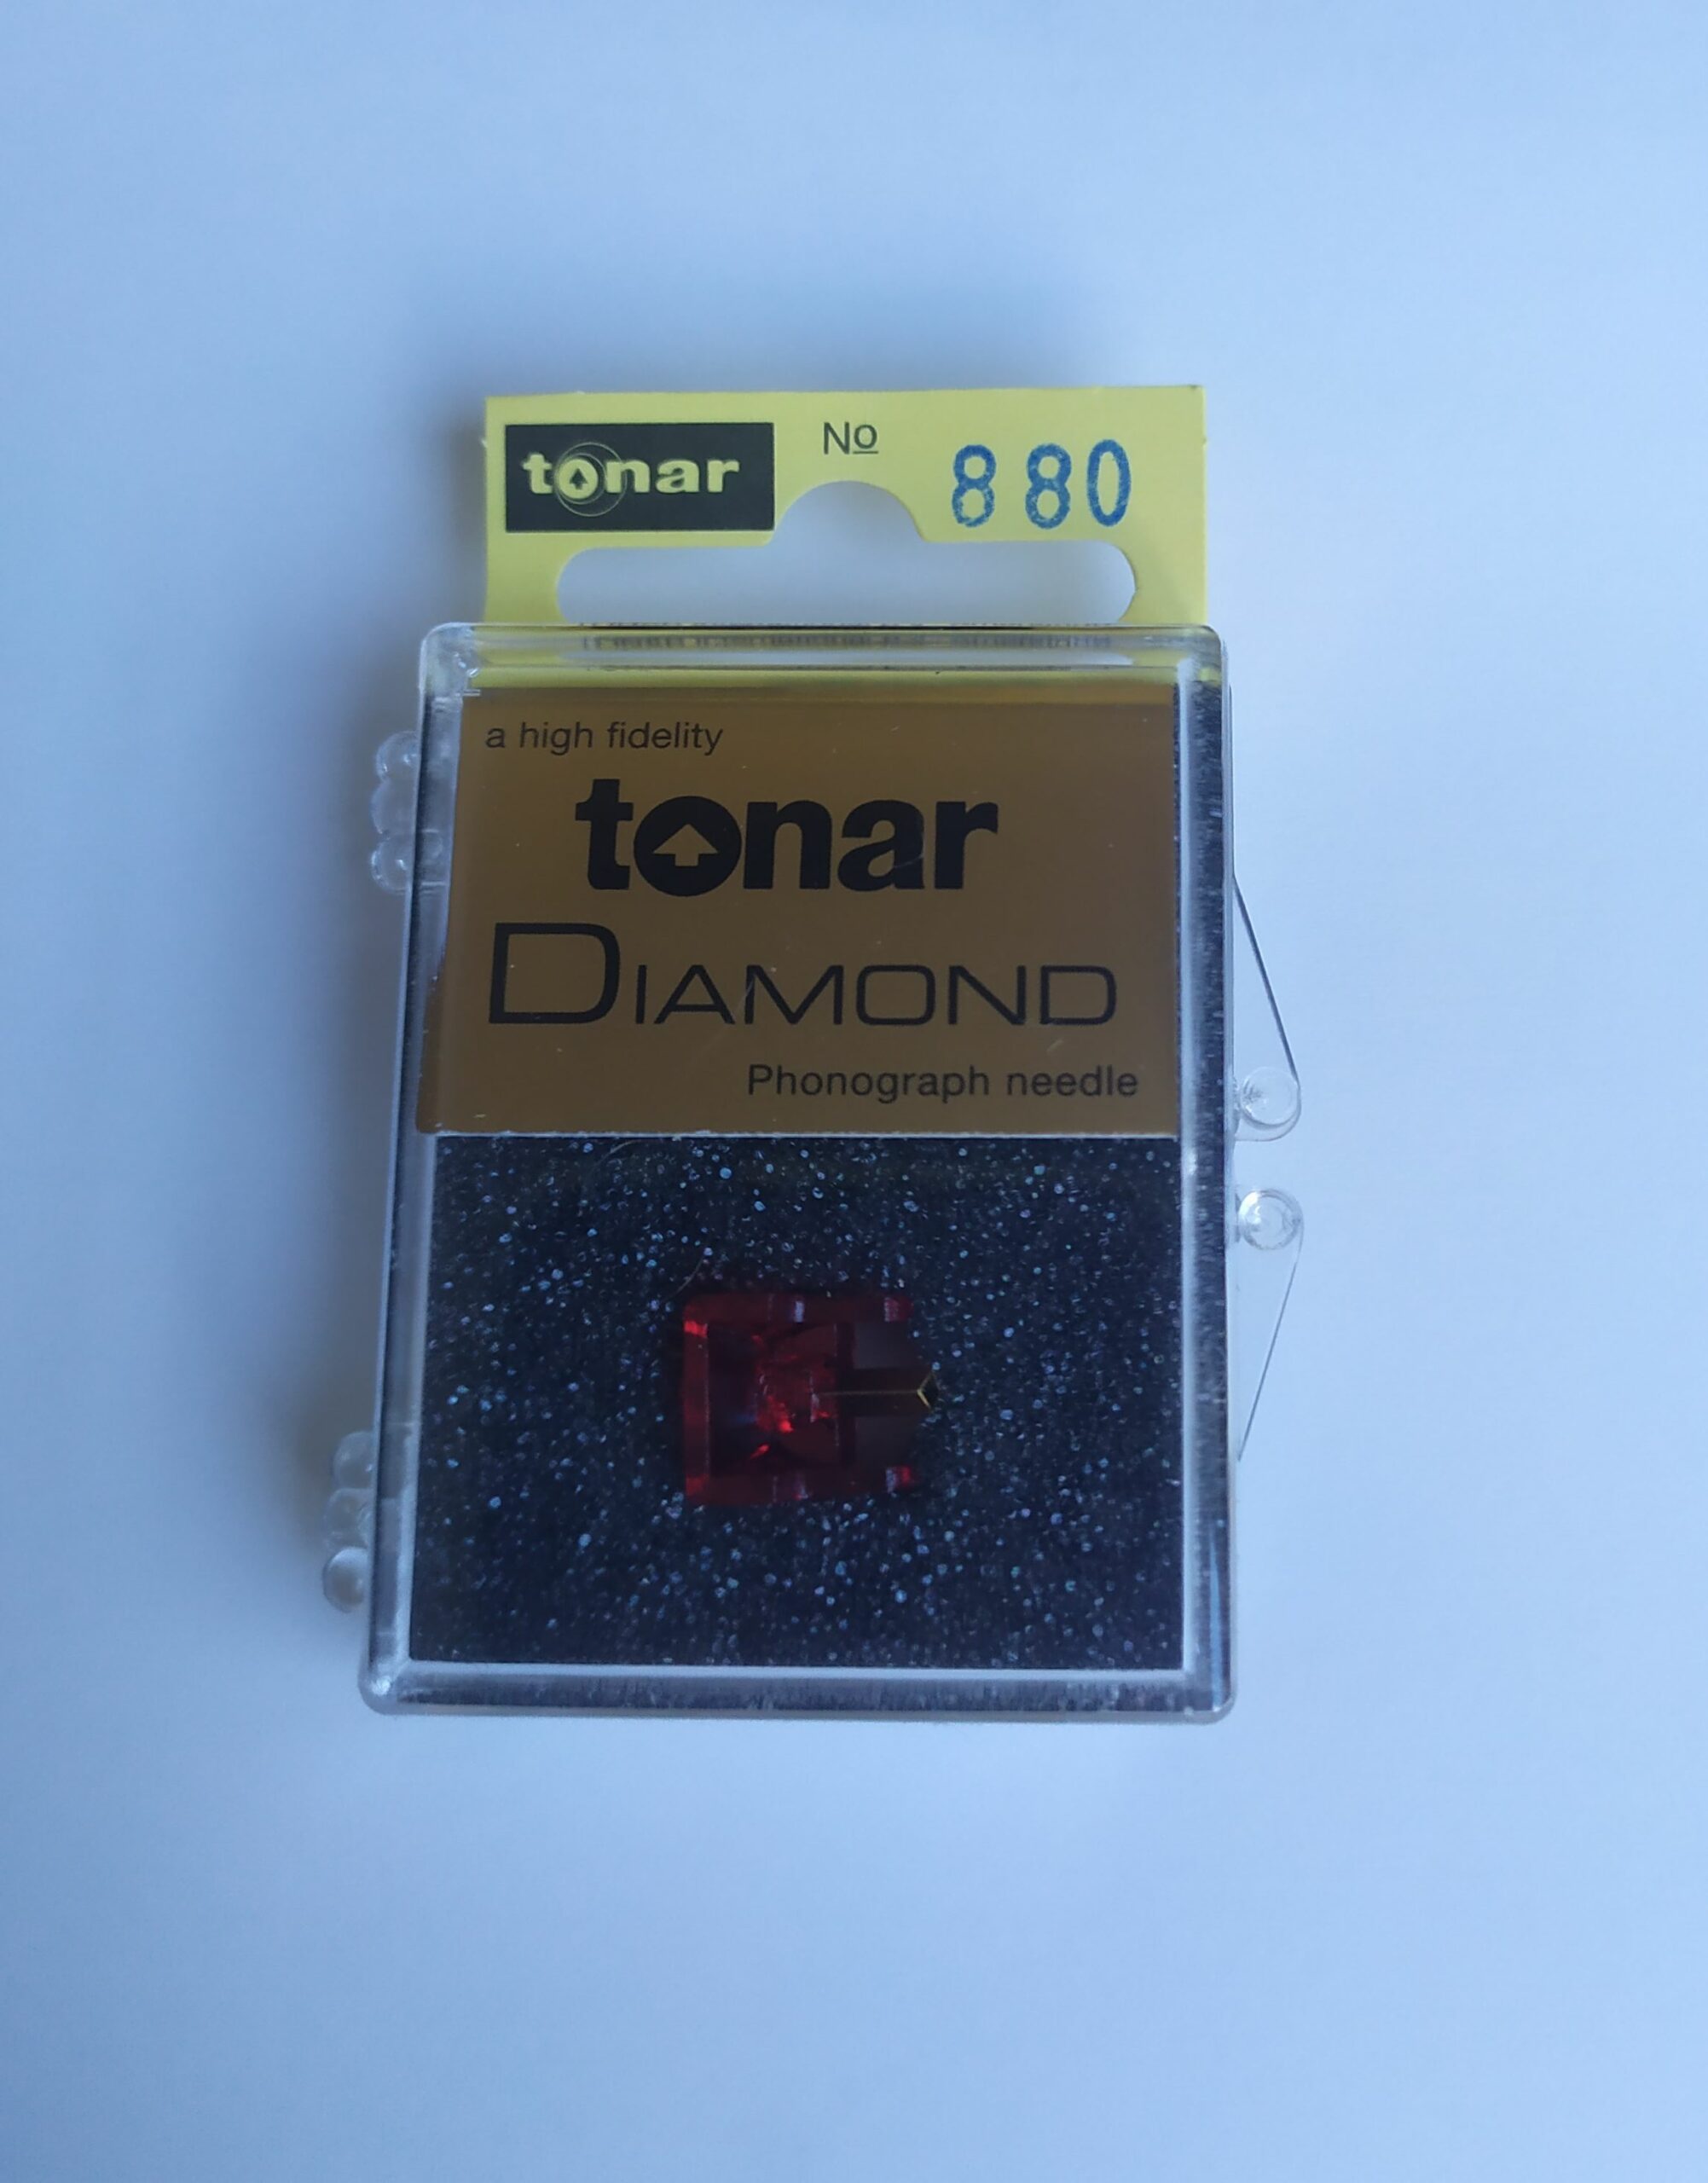 tonar
No
880
a high fidelity
tonar
DIAMOND
Phonograph needle